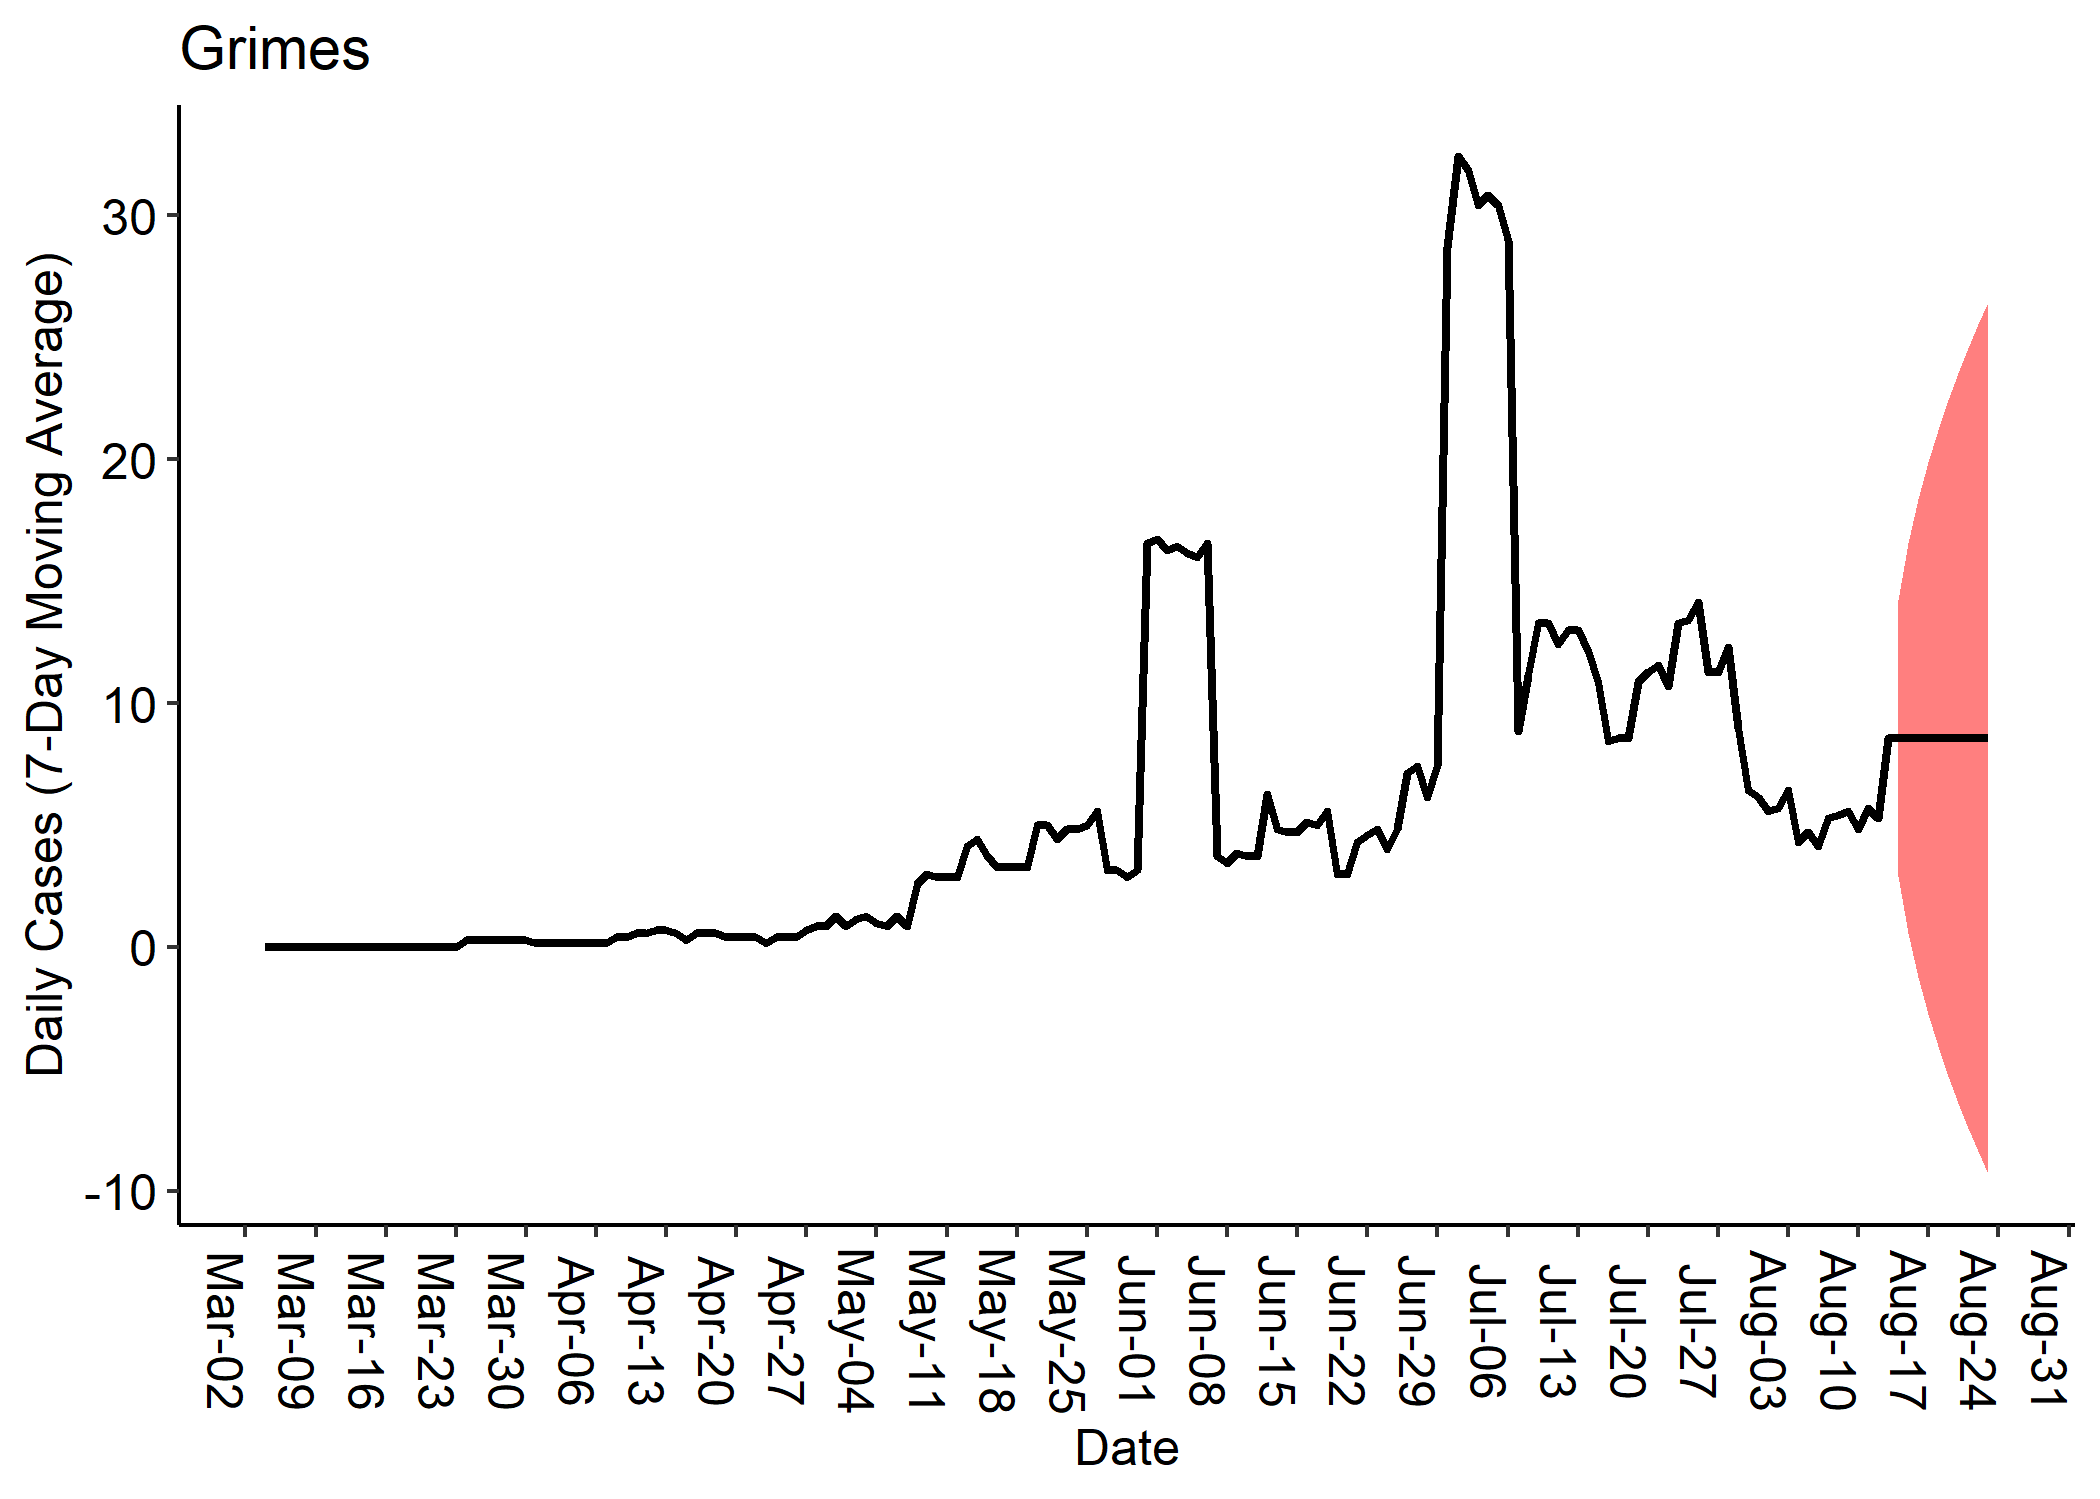 Grimes
Daily Cases (7-Day Moving Average)
30
20
10
0
-10
Mar-02
Mar-09
Mar-16
Mar-23
Mar-30
Apr-06
Apr-13
Apr-20
Apr-27
May-04
May-11
May-18
May-25
Jun-01
Jun-08
Jun-15
Jun-22
Jun-29
Jul-06
Jul-13
Jul-20
Jul-27
Aug-03
Aug-10
Aug-17
Aug-24
Aug-31
Date